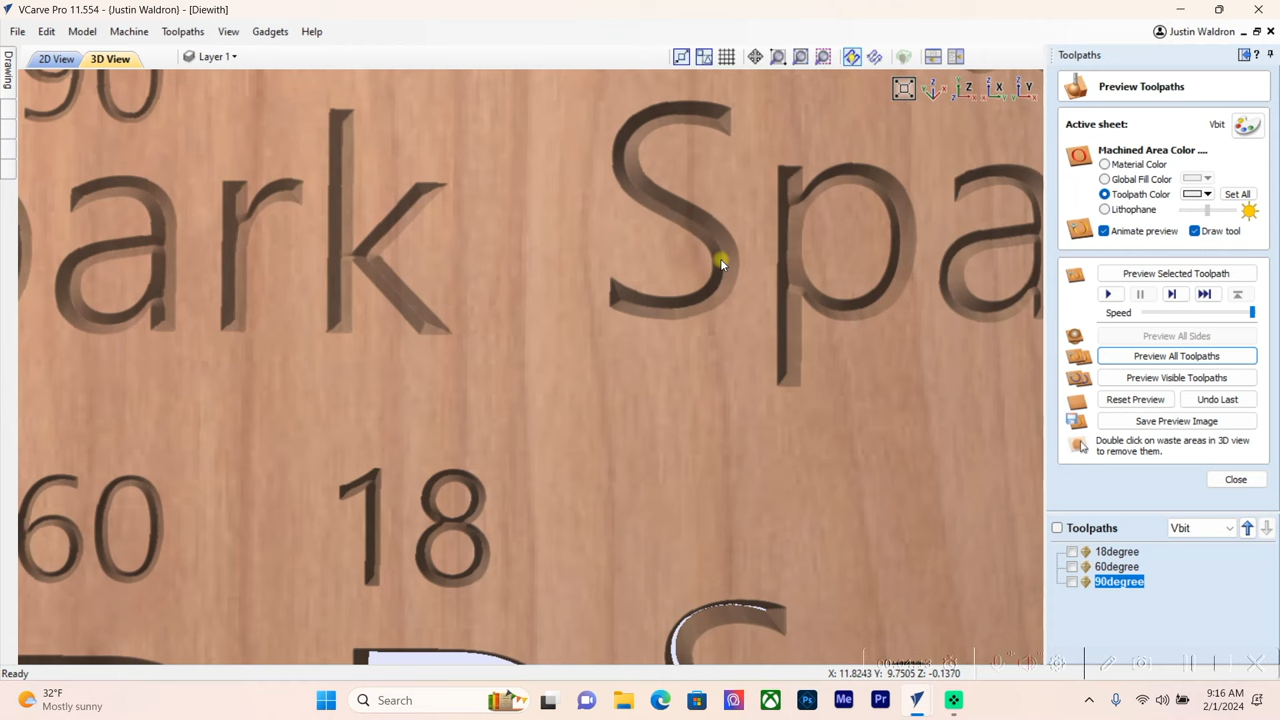 VCarve Pro 11.554 - {Justin Waldron} - [Diewith]
File Edit Model Machine Toolpaths View Gadgets Help
Justin Waldron
2D View 3D View Layer 1
Drawing
Toolpaths
Preview Toolpaths
Active sheet: Vbit
Machined Area Color ....
Material Color
Global Fill Color
Toolpath Color Set All
Lithophane
Animate preview Draw tool
Preview Selected Toolpath
Speed
Preview All Sides
Preview All Toolpaths
Preview Visible Toolpaths
Reset Preview Undo Last
Save Preview Image
Double click on waste areas in 3D view
to remove them.
Close
Toolpaths Vbit
18degree
60degree
90degree
90
ark Spa
60 18
S
Ready
X: 11.8243 Y: 9.7505 Z: -0.1370
32°F
Mostly sunny
Search
9:16 AM
2/1/2024